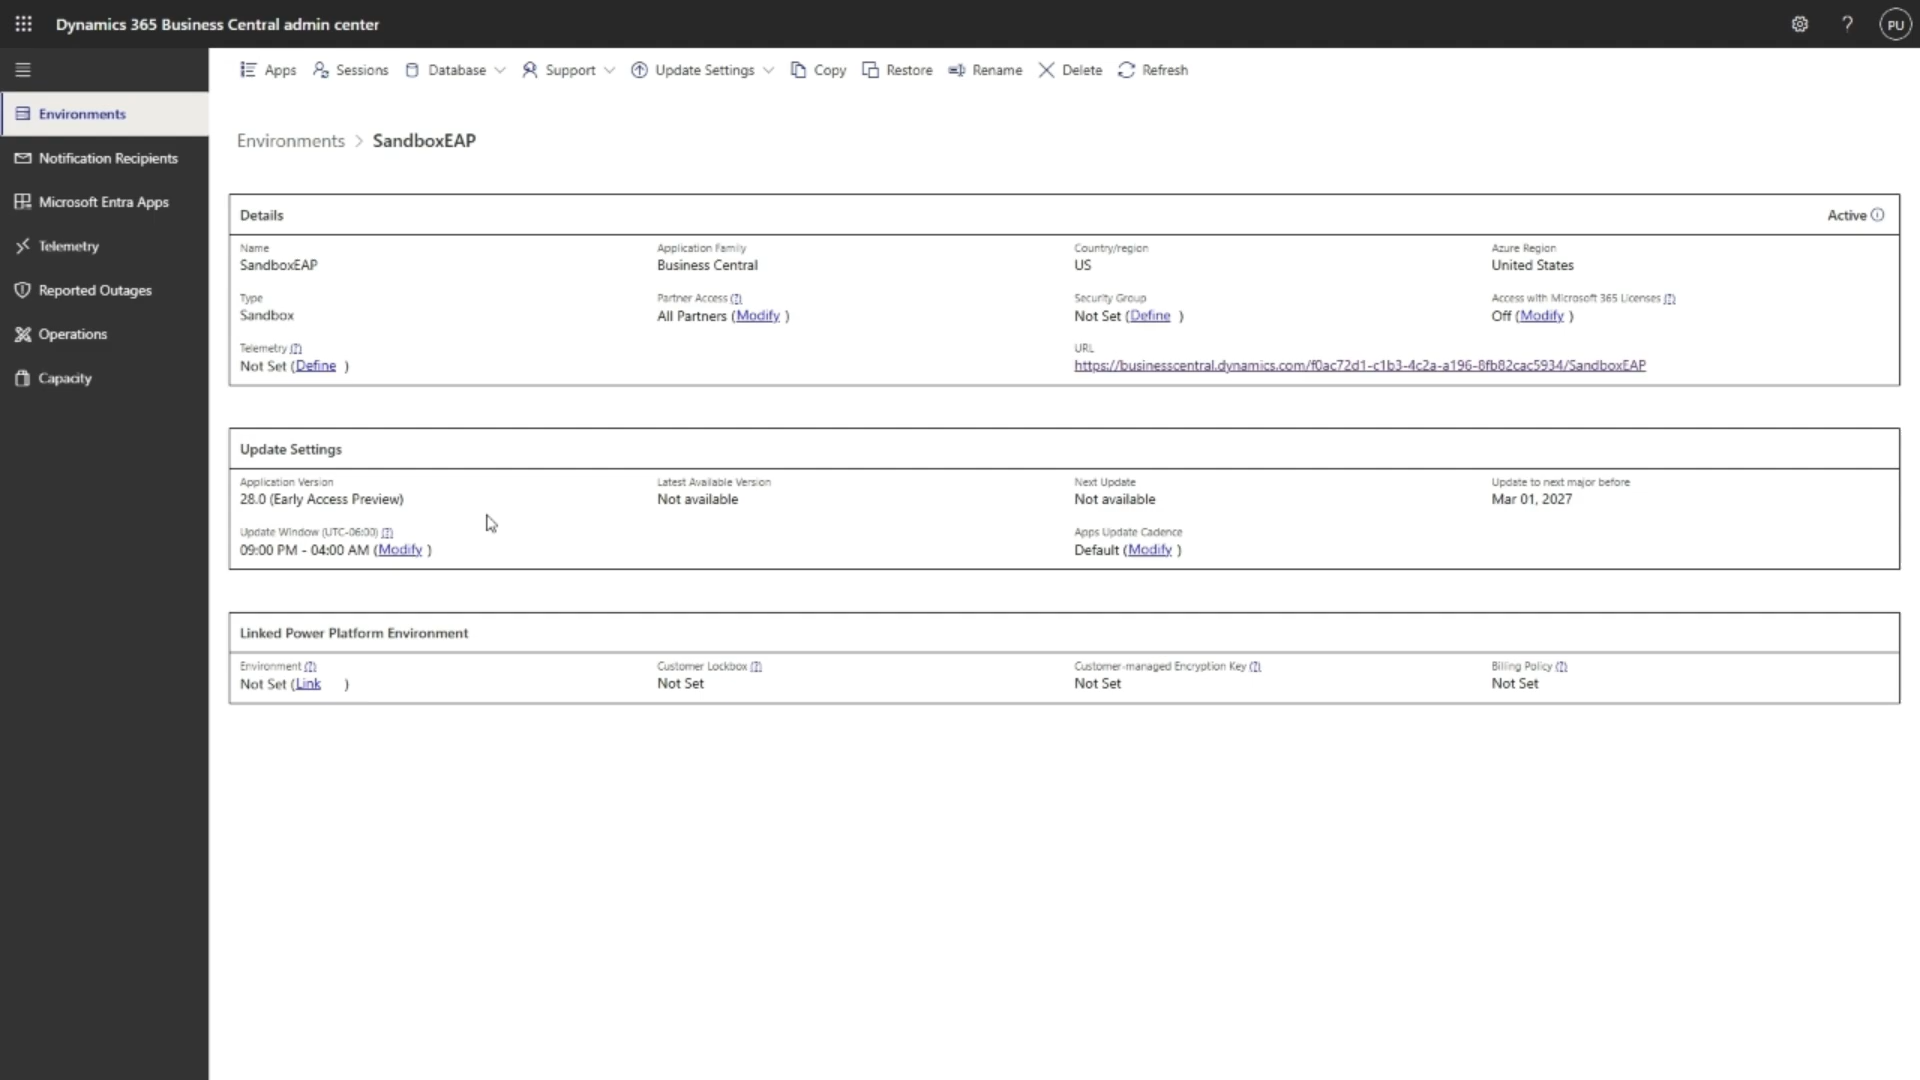 Dynamics 365 Business Central admin center
PU
Apps Sessions Database Support Update Settings Copy Restore Rename Delete Refresh
Environments
Notification Recipients
Microsoft Entra Apps
Telemetry
Reported Outages
Operations
Capacity
Environments > SandboxEAP
Details Active
Name Application Family Country/region Azure Region
SandboxEAP Business Central US United States
Type Partner Access (?) Security Group Access with Microsoft 365 Licenses (?)
Sandbox All Partners (Modify ) Not Set (Define ) Off (Modify )
Telemetry (?) URL
Not Set (Define ) https://businesscentral.dynamics.com/f0ac72d1-c1b3-4c2a-a196-8fb82cac5934/SandboxEAP
Update Settings
Application Version Latest Available Version Next Update Update to next major before
28.0 (Early Access Preview) Not available Not available Mar 01, 2027
Update Window (UTC-06:00) (?) Apps Update Cadence
09:00 PM - 04:00 AM (Modify ) Default (Modify )
Linked Power Platform Environment
Environment (?) Customer Lockbox (?) Customer-managed Encryption Key (?) Billing Policy (?)
Not Set (Link ) Not Set Not Set Not Set